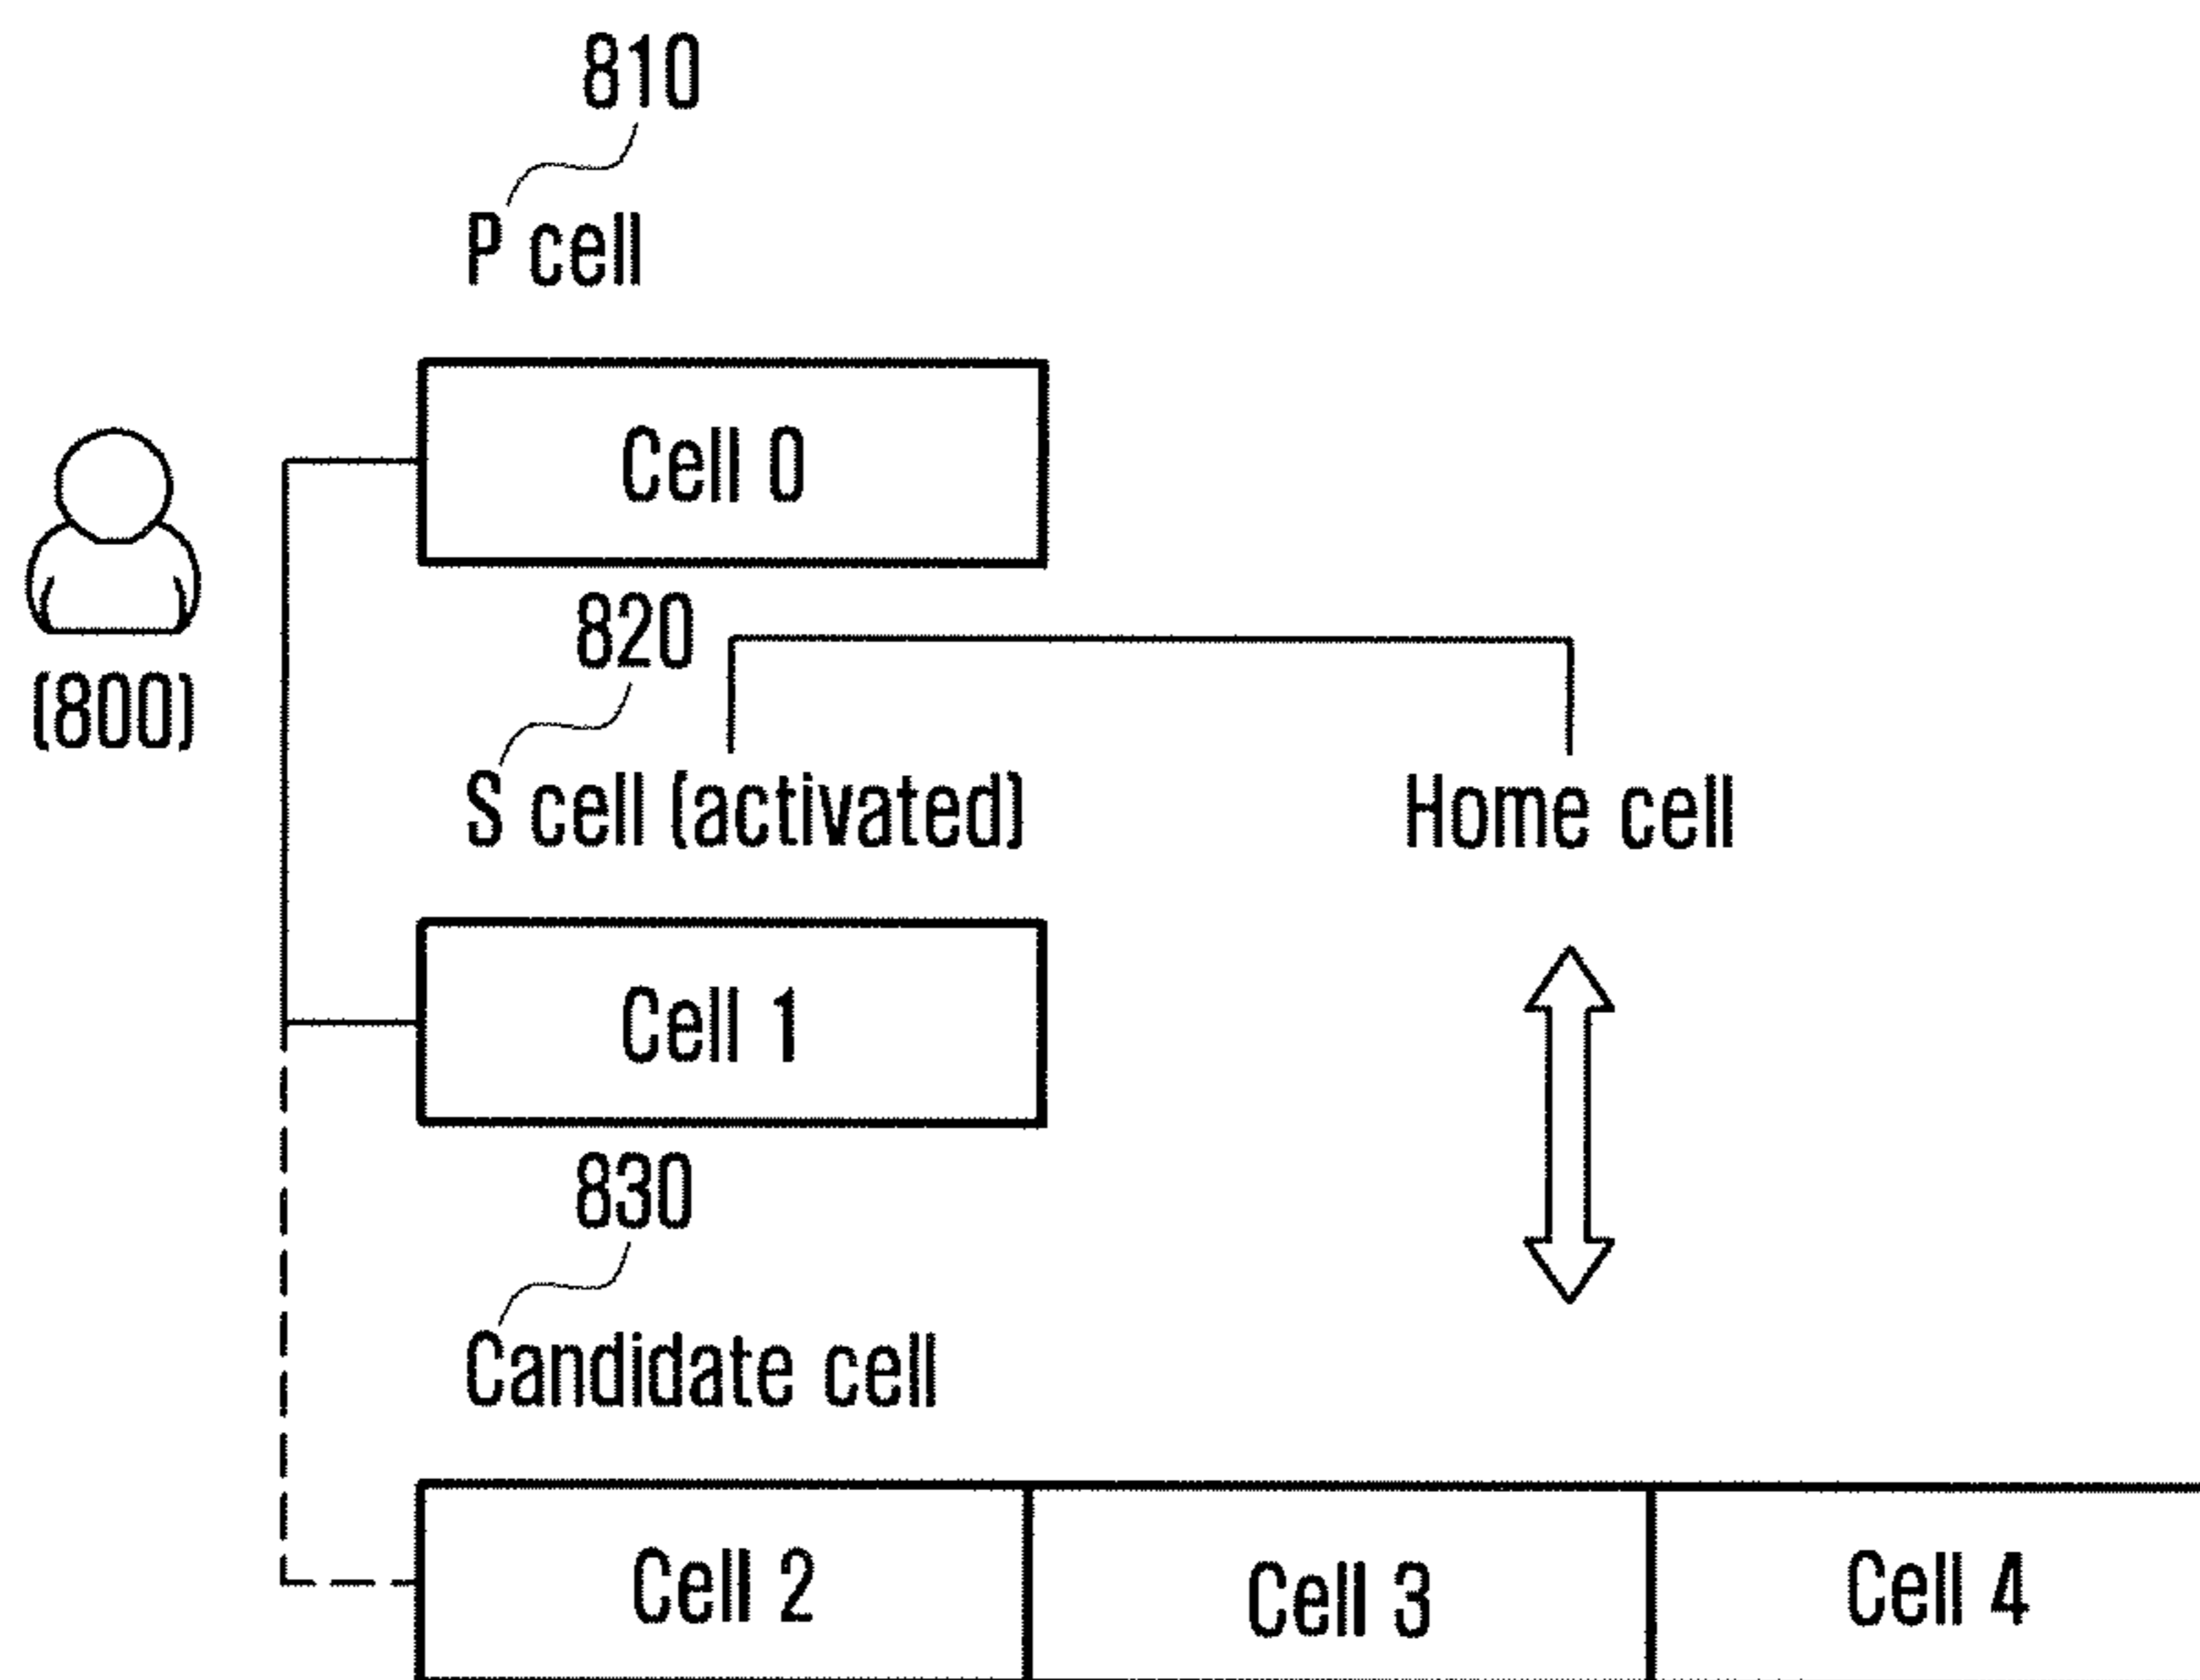 810
P cell
Cell 0
(800)
820
S cell (activated)
Home cell
Cell 1
830
Candidate cell
Cell 2
Cell 3
Cell 4